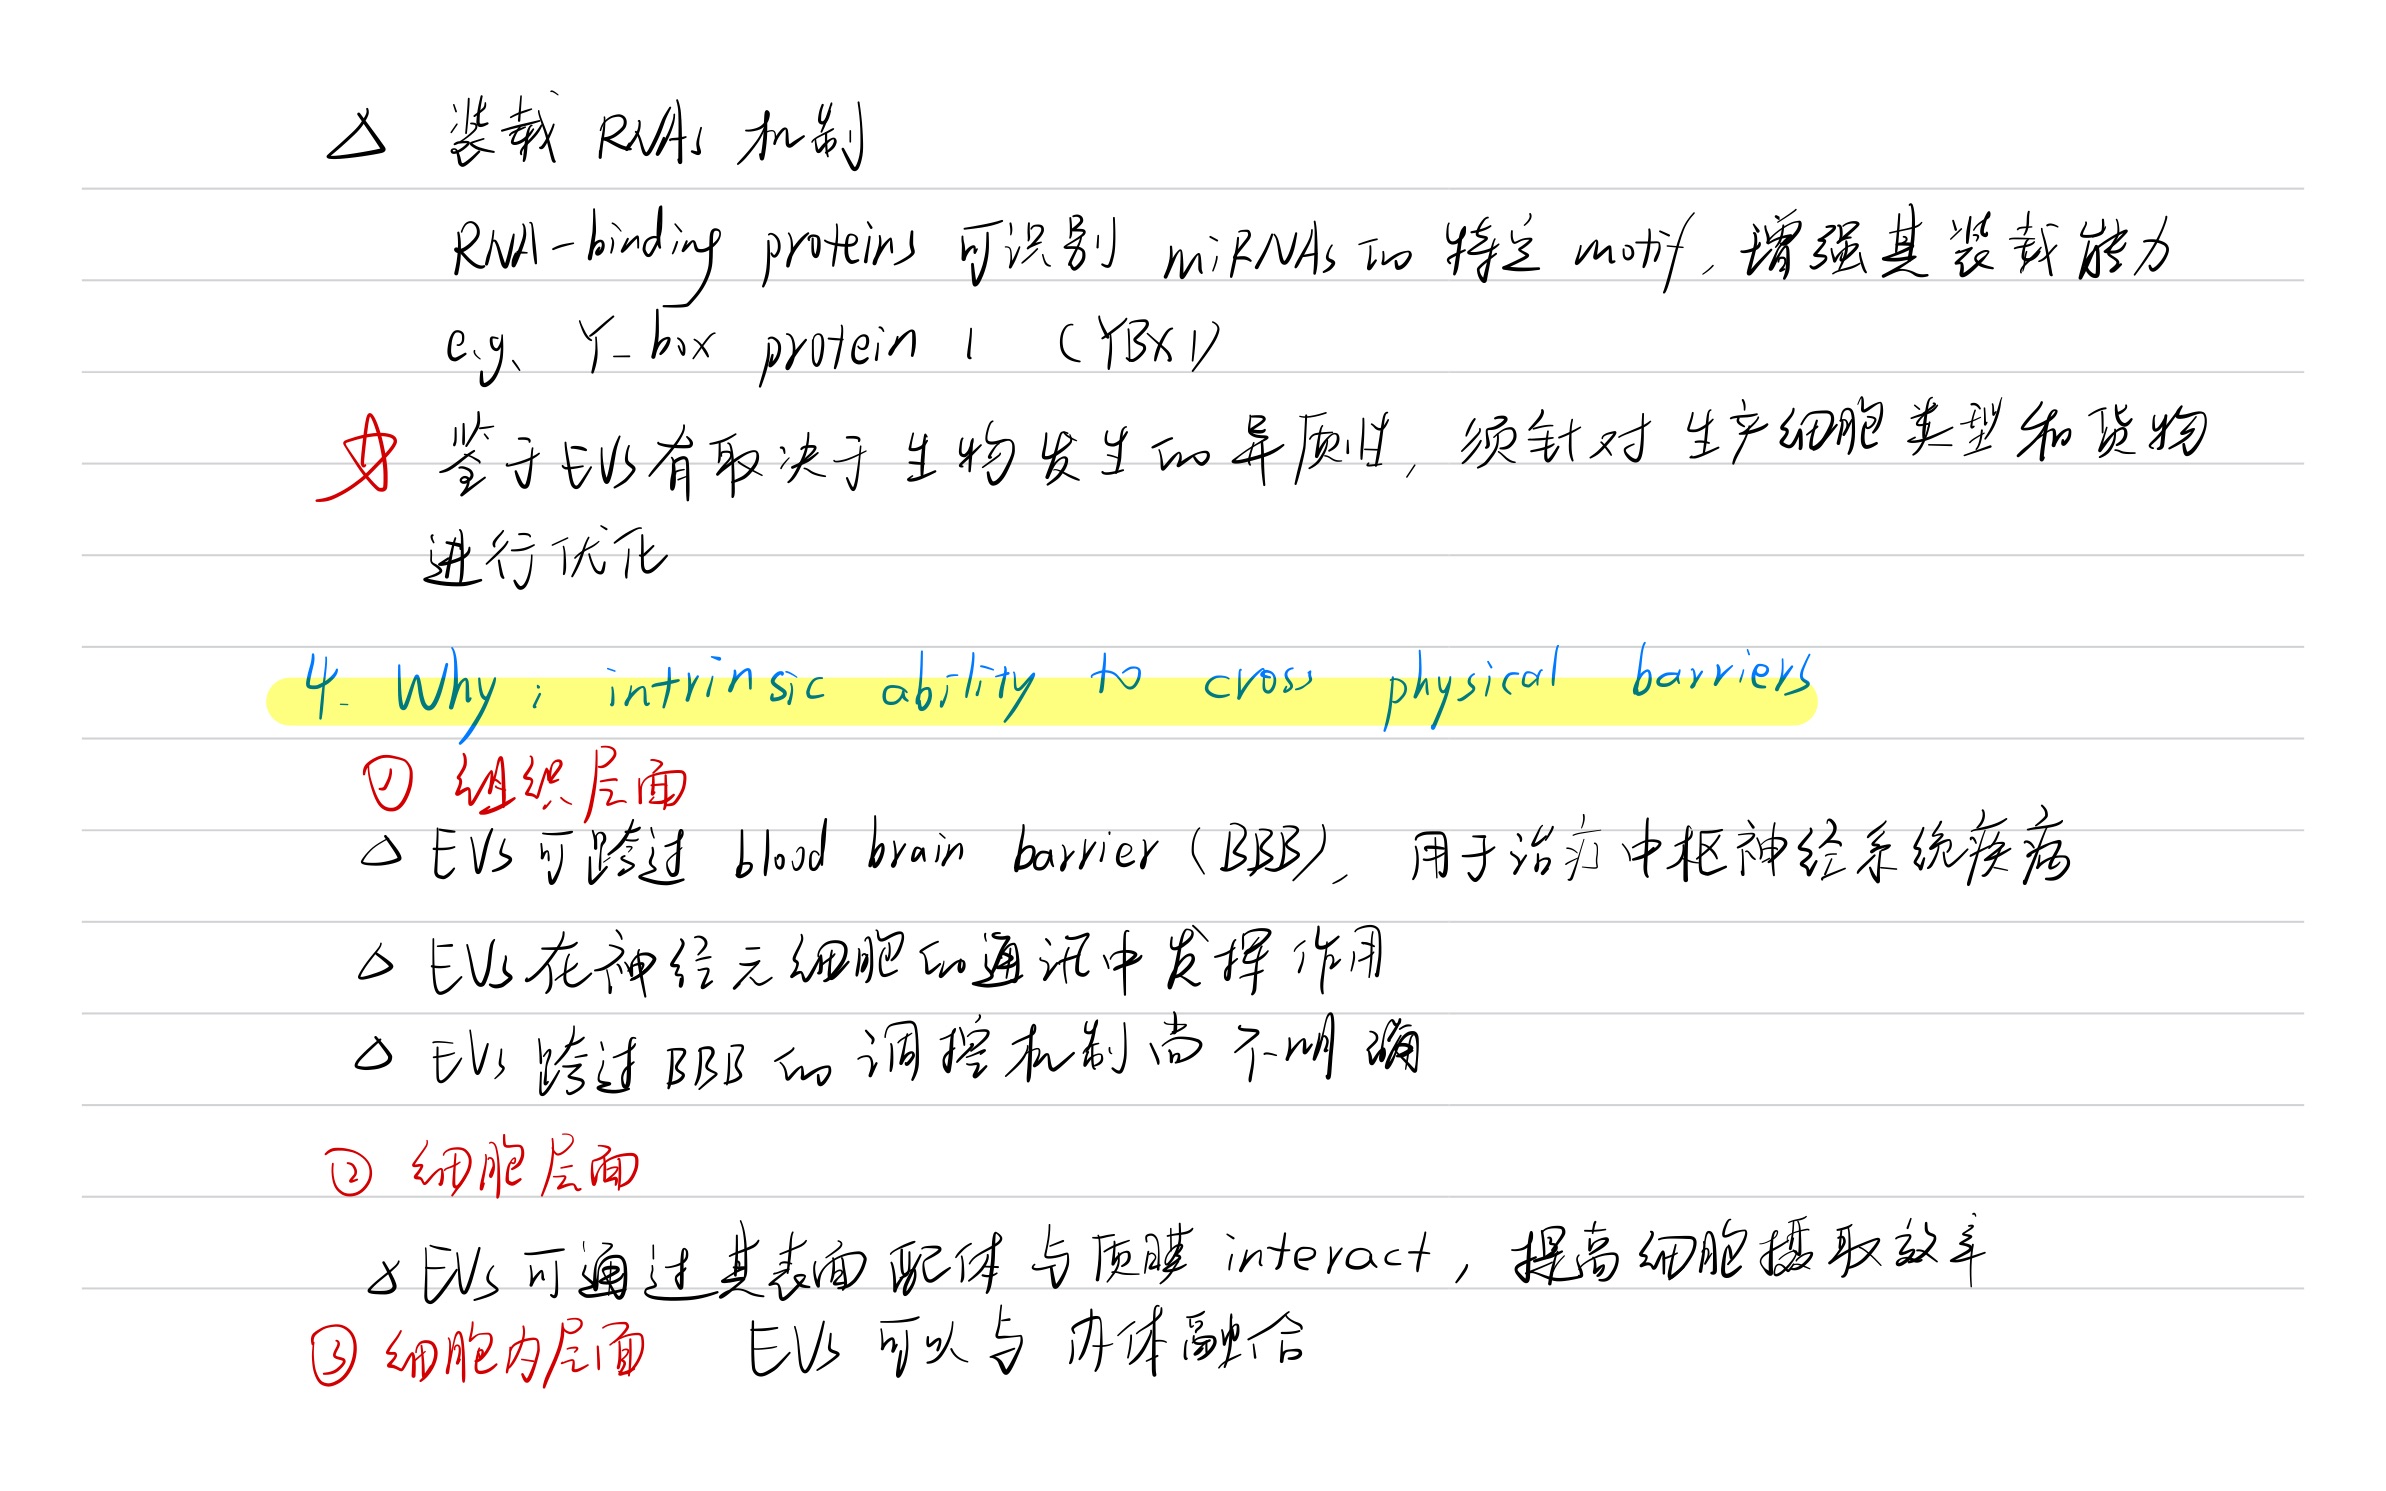 △ 装载 RNAs 机制
RNA-binding proteins 可识别 miRNAs 的 特定 motif, 增强其装载能力
e.g. Y-box protein 1 (YBX1)
☆ 鉴于EVs有取决于生物发生的异质性, 须针对生产细胞类型和货物
进行优化
4. Why: intrinsic ability to cross physical barriers
① 组织层面
△ EVs可跨过 blood brain barrier (BBB), 用于治疗中枢神经系统疾病
△ EVs在神经元细胞的通讯中发挥作用
△ EVs 跨过 BBB 的调控机制尚不明确
② 细胞层面
△ EVs 可通过其表面配体与质膜 interact, 提高细胞摄取效率
③ 细胞内层面 EVs 可以与内体融合